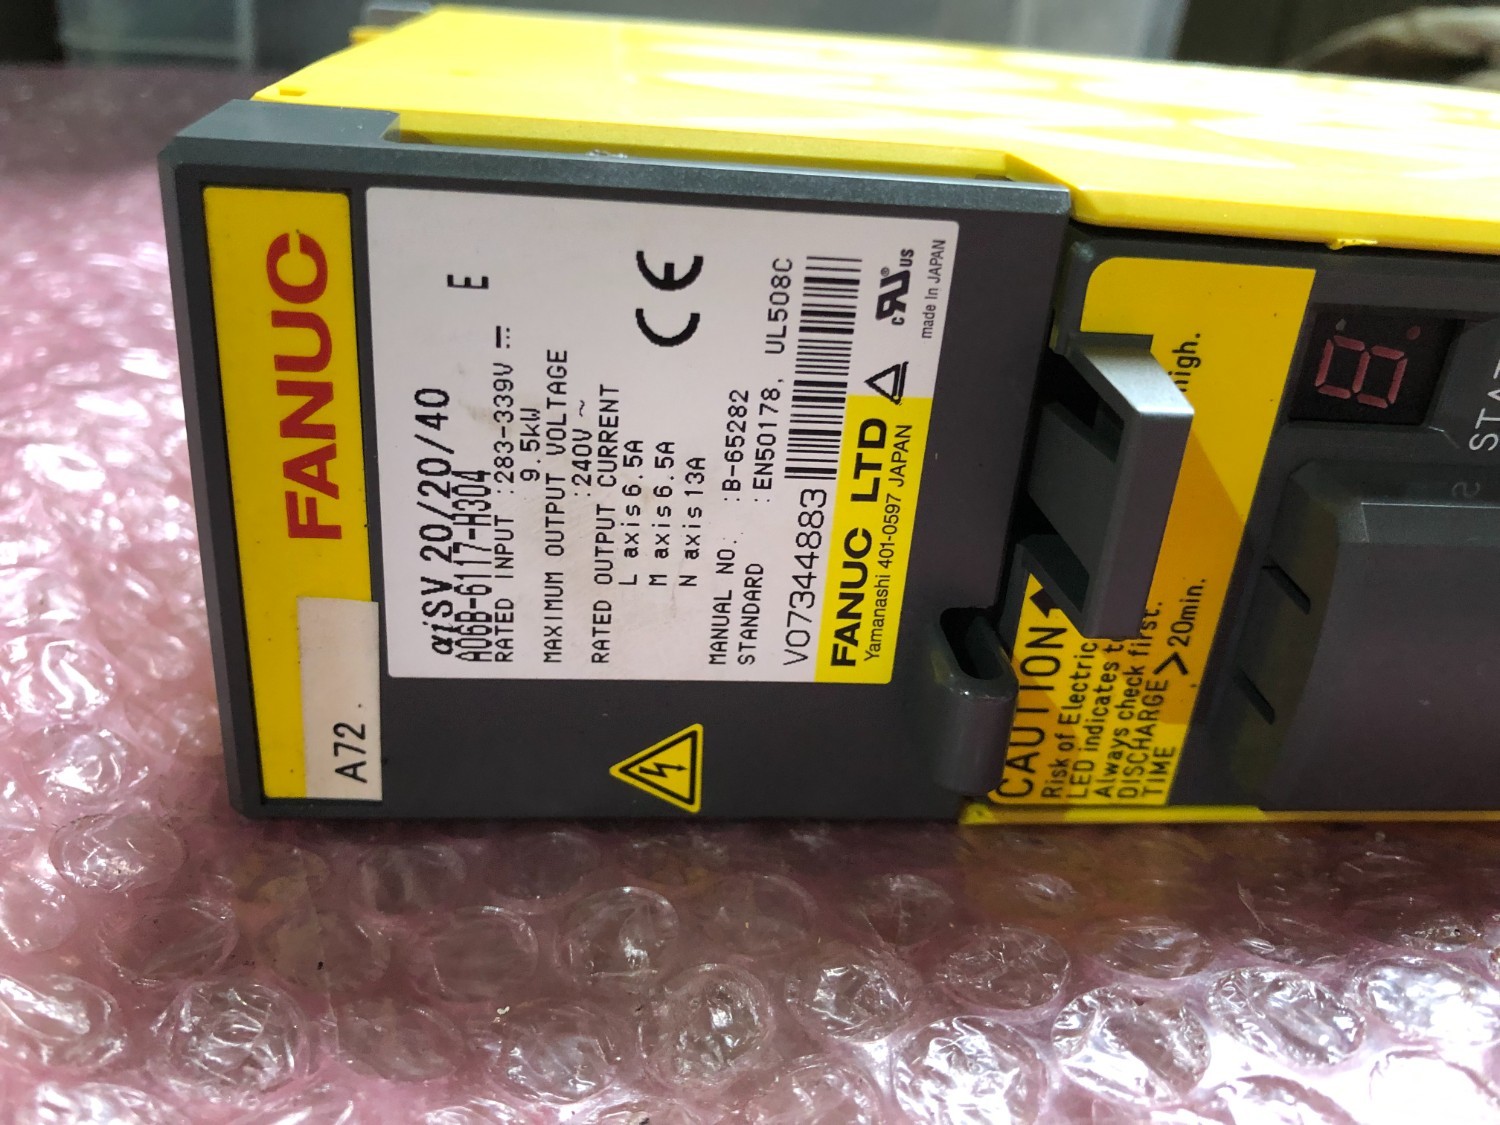 FANUC
A72
αiSV 20/20/40 E
A06B-6117-H304
RATED INPUT :283-339V
9.5kW
MAXIMUM OUTPUT VOLTAGE
:240V ~
RATED OUTPUT CURRENT
L axis 6.5A
M axis 6.5A
N axis 13A
CE
MANUAL NO. :B-65282
STANDARD :EN50178, UL508C
V07344883
FANUC LTD
Yamanashi 401-0597 JAPAN
c RU® us
made in JAPAN
CAUTION
Risk of Electric
LED indicates
high.
Always check first.
DISCHARGE > 20min.
TIME
8.